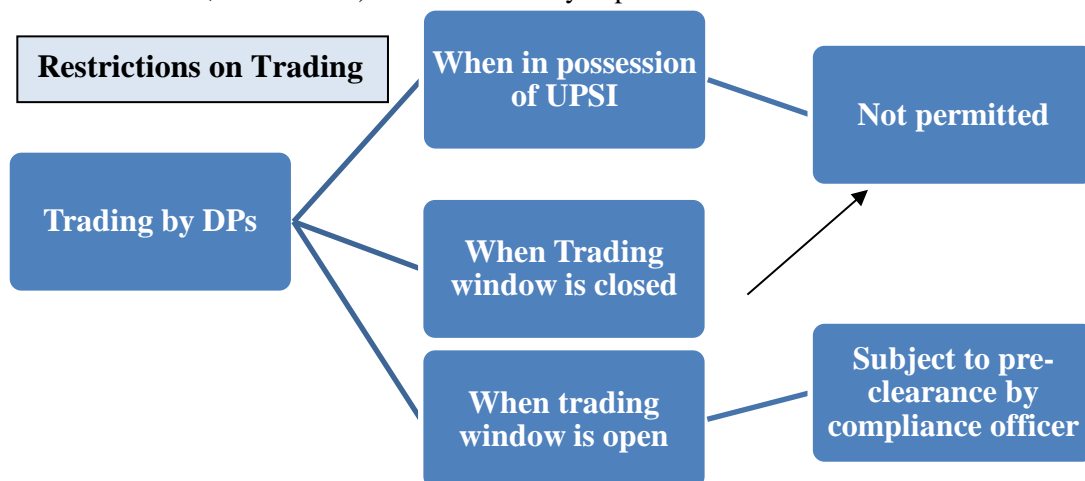 Restrictions on Trading
When in possession
of UPSI
Not permitted
Trading by DPs
When Trading
window is closed
When trading
window is open
Subject to pre-
clearance by
compliance officer